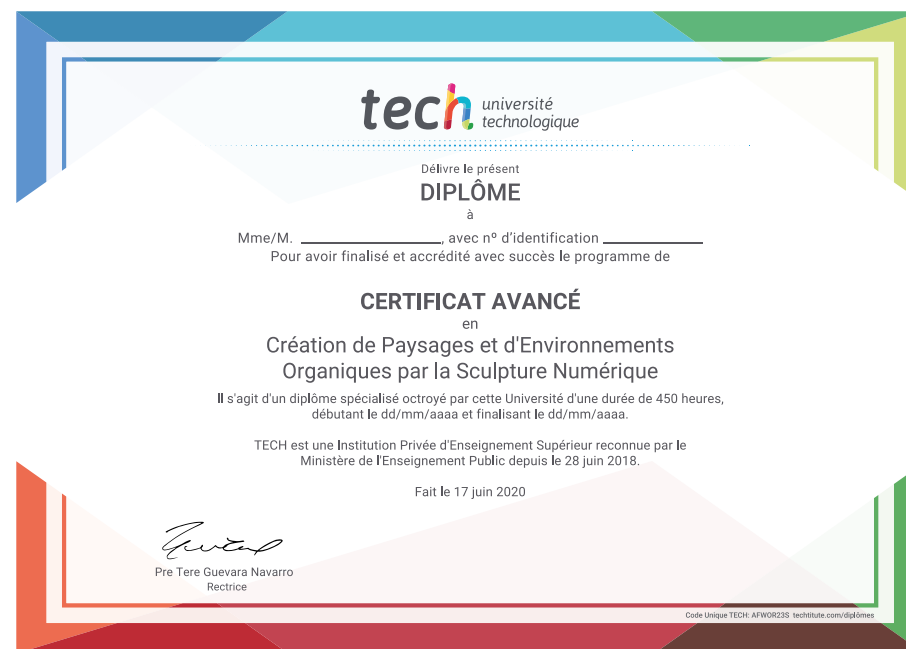 tech université
technologique
Délivre le présent
DIPLÔME
à
Mme/M. ____________________, avec nº d'identification ______________
Pour avoir finalisé et accrédité avec succès le programme de
CERTIFICAT AVANCÉ
en
Création de Paysages et d'Environnements
Organiques par la Sculpture Numérique
Il s'agit d'un diplôme spécialisé octroyé par cette Université d'une durée de 450 heures,
débutant le dd/mm/aaaa et finalisant le dd/mm/aaaa.
TECH est une Institution Privée d'Enseignement Supérieur reconnue par le
Ministère de l'Enseignement Public depuis le 28 juin 2018.
Fait le 17 juin 2020
Pre Tere Guevara Navarro
Rectrice
Code Unique TECH: AFWOR23S techtitute.com/diplômes